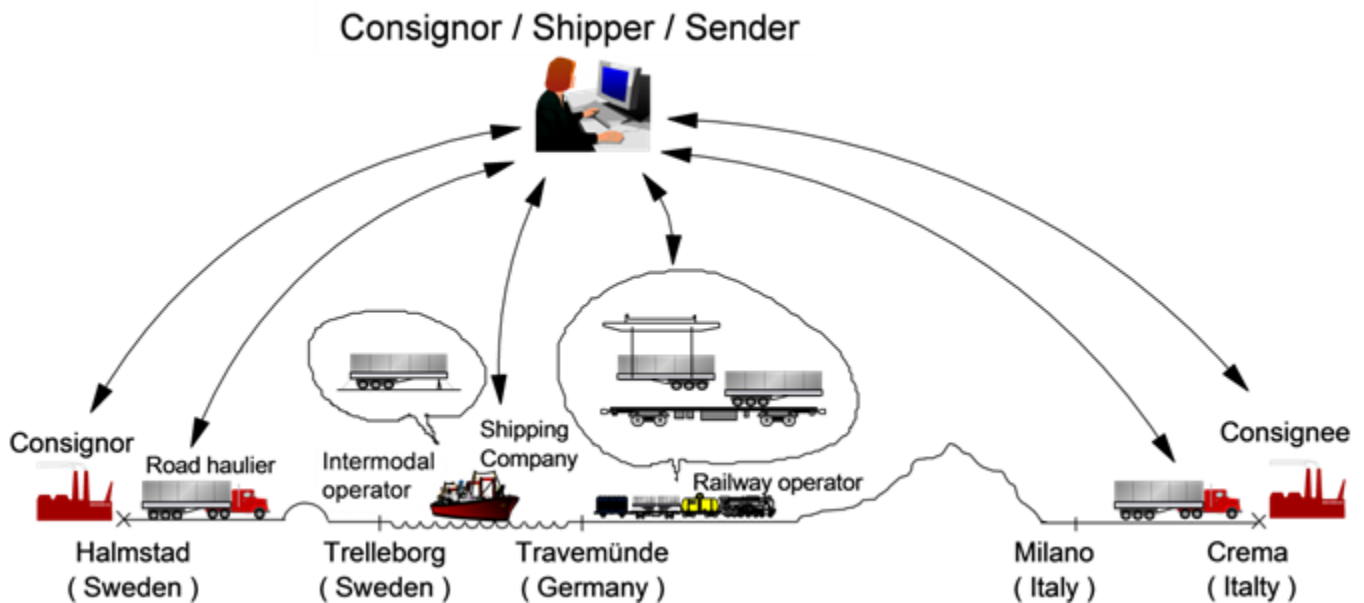 Consignor / Shipper / Sender
Consignor
Road haulier
Intermodal
operator
Shipping
Company
Railway operator
Consignee
Halmstad
( Sweden )
Trelleborg
( Sweden )
Travemünde
( Germany )
Milano
( Italy )
Crema
( Italty )